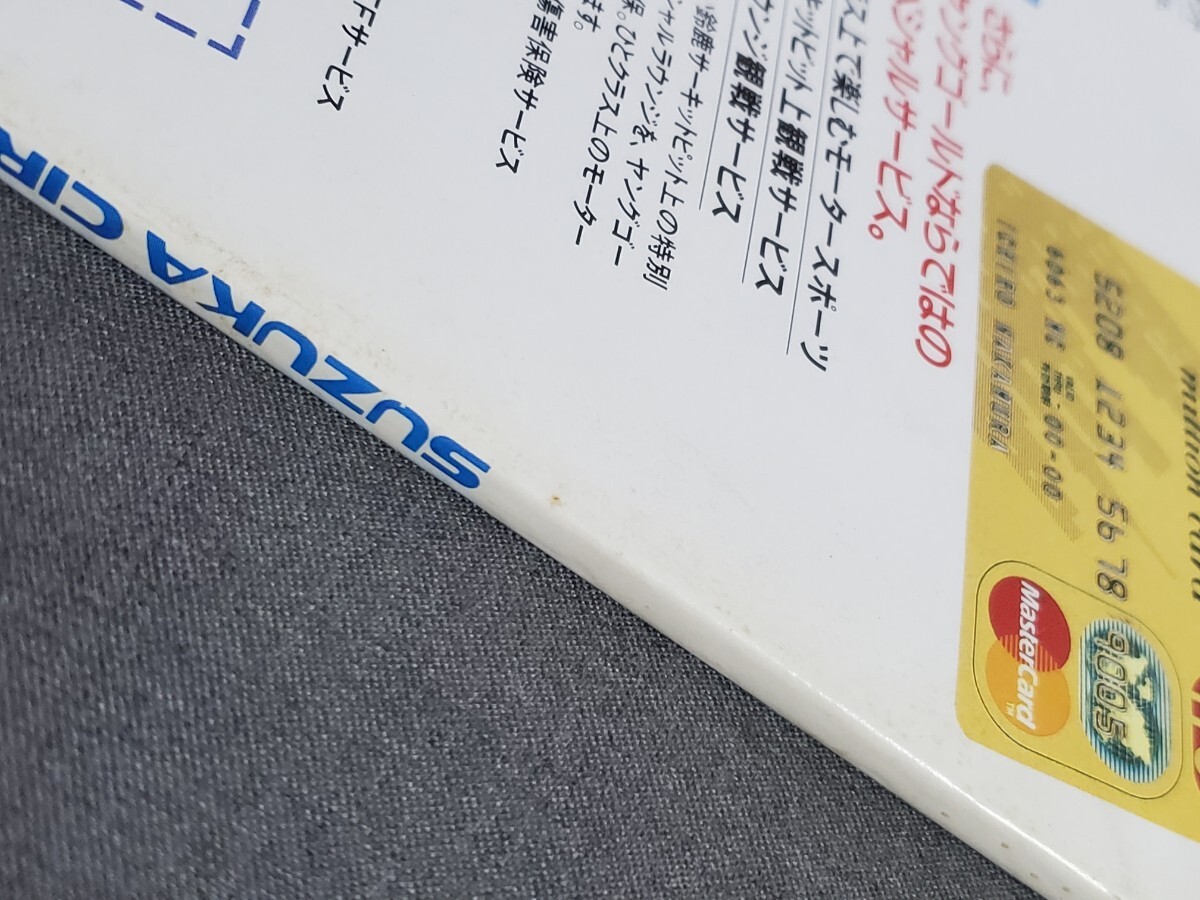 さらに、
ヤングゴールドならではの
ペシャルサービス。
ス上で楽しむモータースポーツ
キットピット上観戦サービス
ウンジ観戦サービス
鈴鹿サーキットピット上の特別
シャルラウンジを、ヤングゴー
保。ひとクラス上のモーター
ます。
傷害保険サービス
Fサービス
SUZUKA CIR
5208 1234 5678 9005
00-00
MasterCard